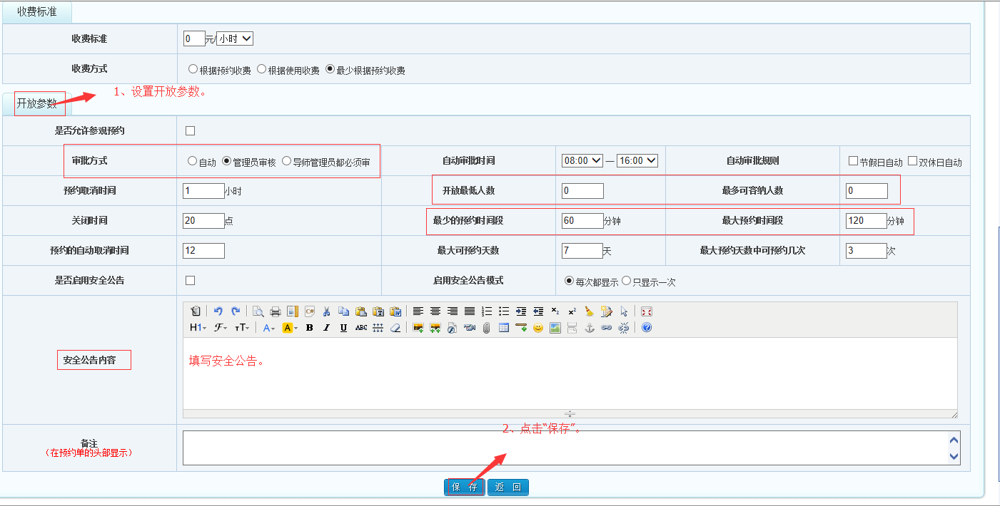 收费标准
收费标准 0 元/ 小时
收费方式 根据预约收费 根据使用收费 最少根据预约收费
1、设置开放参数。
开放参数
是否允许参观预约
审批方式 自动 管理员审核 导师管理员都必须审 自动审批时间 08:00 — 16:00 自动审批规则 节假日自动 双休日自动
预约取消时间 1 小时 开放最低人数 0 最多可容纳人数 0
关闭时间 20 点 最少的预约时间段 60 分钟 最大预约时间段 120 分钟
预约的自动取消时间 12 最大可预约天数 7 天 最大预约天数中可预约几次 3 次
是否启用安全公告 启用安全公告模式 每次都显示 只显示一次
H1 F тT A A B I U ABC
安全公告内容
填写安全公告。
2、点击“保存”。
备注
（在预约单的头部显示）
保 存 返 回